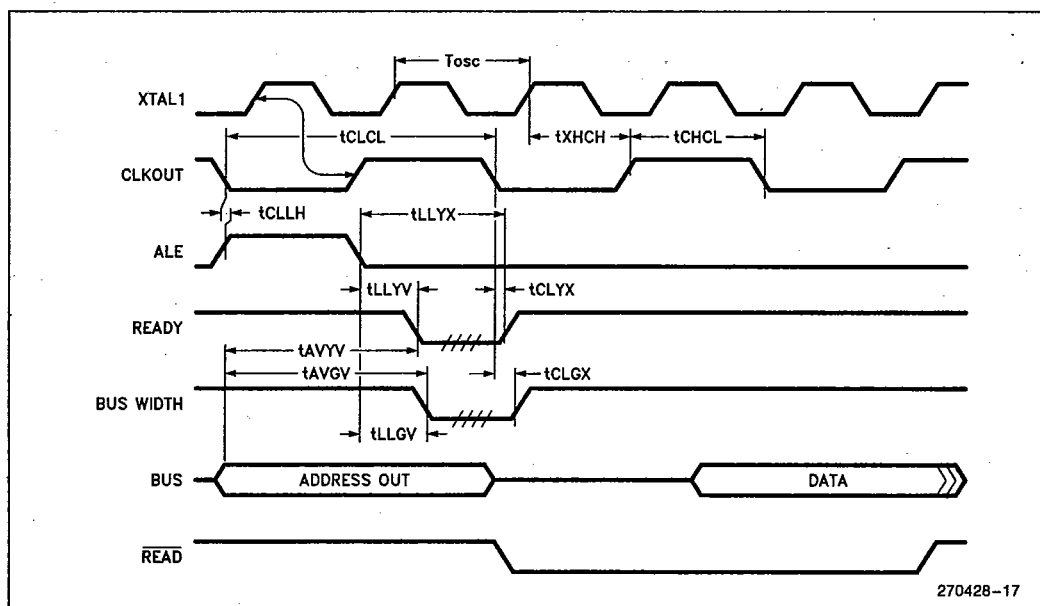 Tosc
XTAL1
tCLCL
tXHCH
tCHCL
CLKOUT
tCLLH
tLLYX
ALE
tLLYV
tCLYX
READY
tAVYV
tAVGV
tCLGX
BUS WIDTH
tLLGV
BUS
ADDRESS OUT
DATA
READ
270428-17